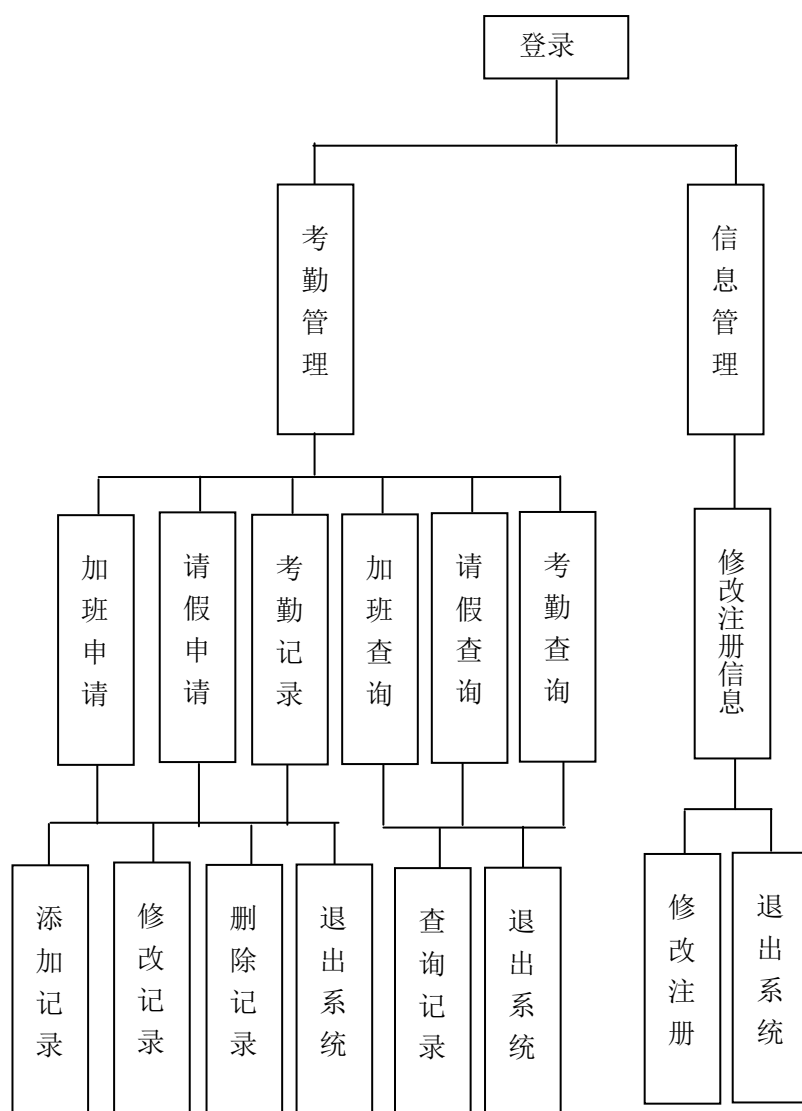 登录
考勤管理
信息管理
加班申请
请假申请
考勤记录
加班查询
请假查询
考勤查询
修改注册信息
添加记录
修改记录
删除记录
退出系统
查询记录
退出系统
修改注册
退出系统